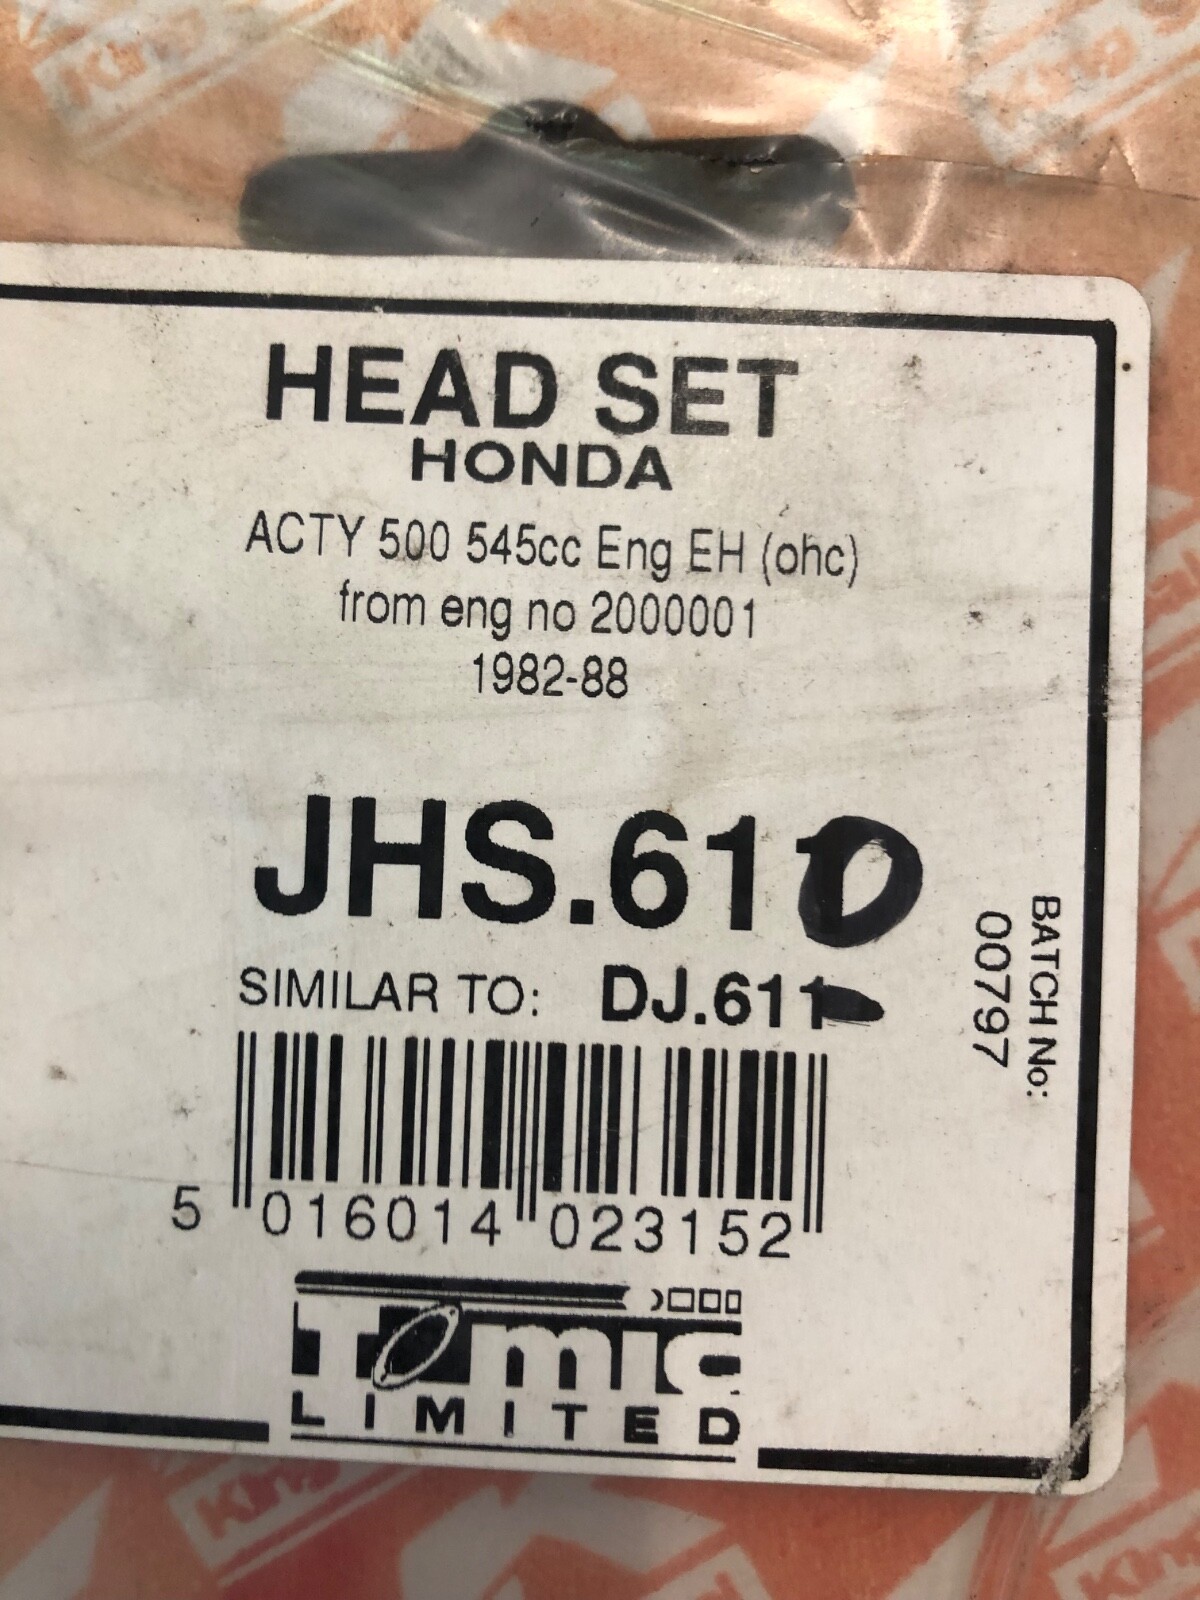 HEAD SET
HONDA
ACTY 500 545cc Eng EH (ohc)
from eng no 2000001
1982-88
JHS.610
SIMILAR TO: DJ.611
BATCH No:
00797
5 016014 023152
Tomic
LIMITED